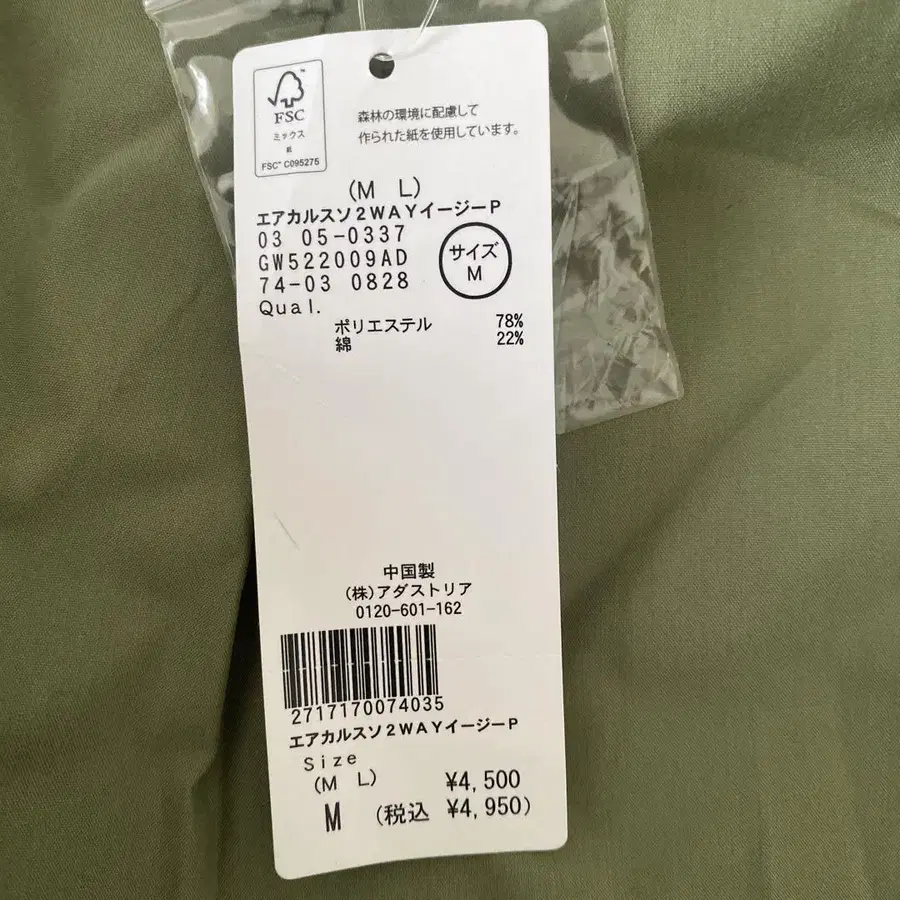 FSC™
ミックス
紙
FSC™ C095275
森林の環境に配慮して
作られた紙を使用しています。
(M L)
エアカルスソ2WAYイージーP
03 05-0337
GW522009AD
74-03 0828
サイズ
M
Qual.
ポリエステル 78%
綿 22%
中国製
(株)アダストリア
0120-601-162
2717170074035
エアカルスソ2WAYイージーP
Size
(M L) ¥4,500
M (税込 ¥4,950)